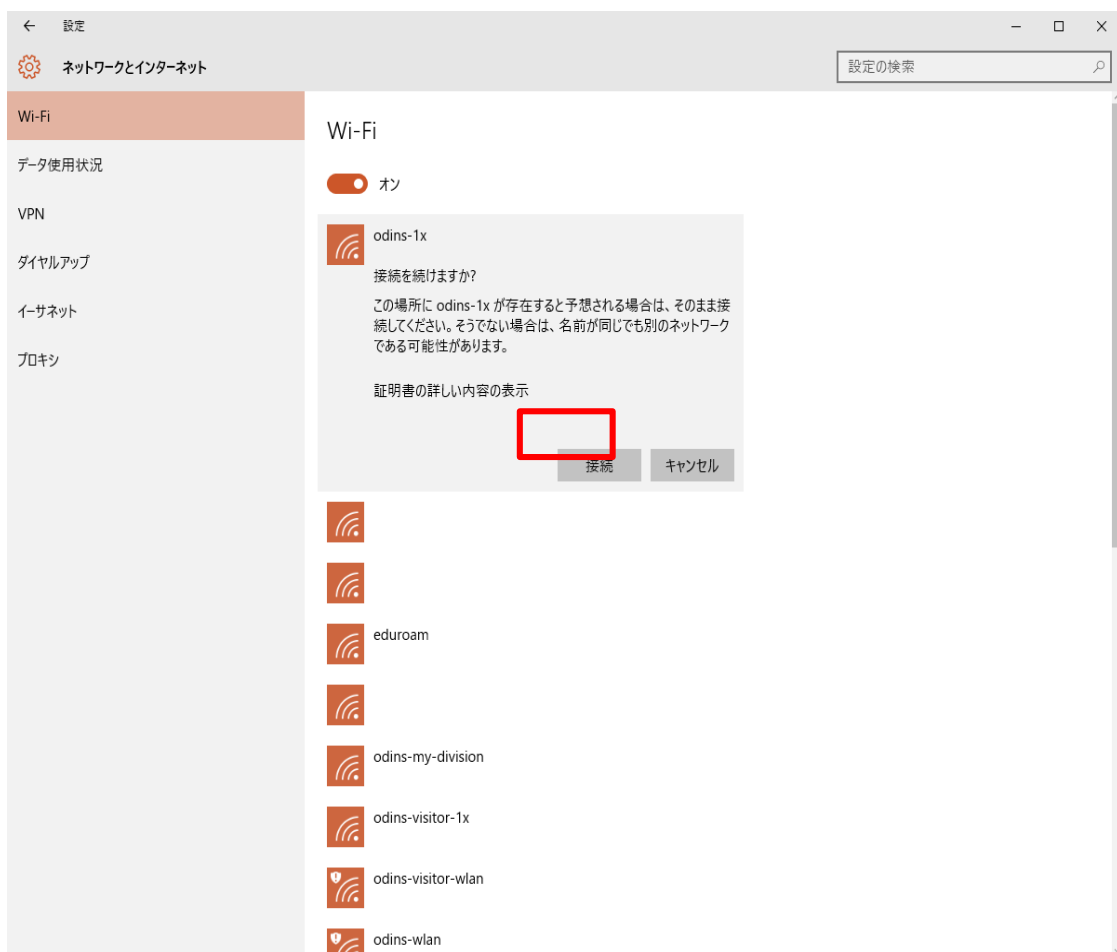 設定
ネットワークとインターネット
設定の検索
Wi-Fi
データ使用状況
VPN
ダイヤルアップ
イーサネット
プロキシ
Wi-Fi
オン
odins-1x
接続を続けますか?
この場所に odins-1x が存在すると予想される場合は、そのまま接
続してください。そうでない場合は、名前が同じでも別のネットワーク
である可能性があります。
証明書の詳しい内容の表示
接続
キャンセル
eduroam
odins-my-division
odins-visitor-1x
odins-visitor-wlan
odins-wlan